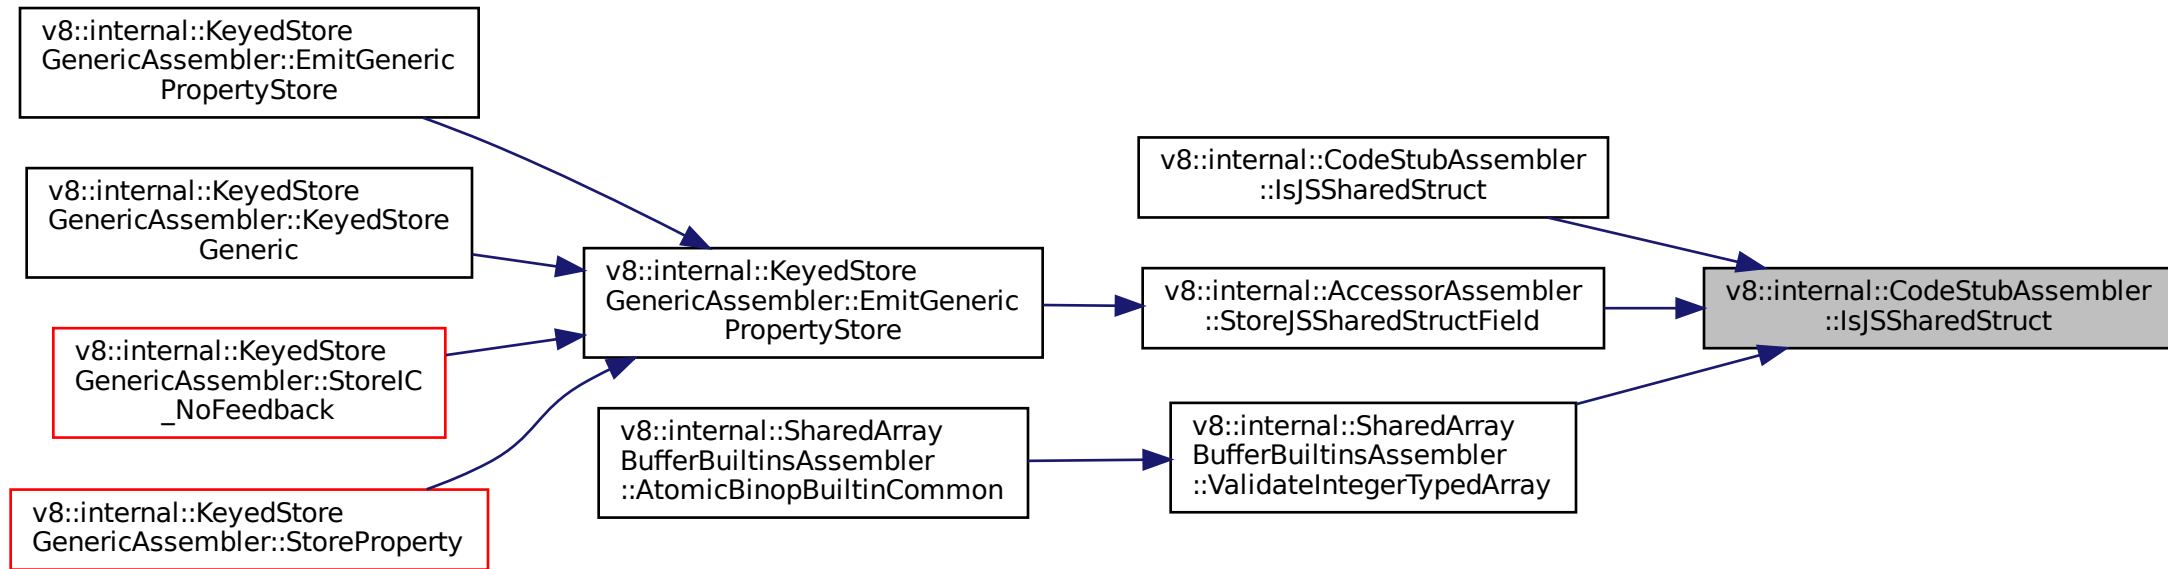 v8::internal::KeyedStore
GenericAssembler::EmitGeneric
PropertyStore
v8::internal::KeyedStore
GenericAssembler::KeyedStore
Generic
v8::internal::KeyedStore
GenericAssembler::StoreIC
_NoFeedback
v8::internal::KeyedStore
GenericAssembler::StoreProperty
v8::internal::KeyedStore
GenericAssembler::EmitGeneric
PropertyStore
v8::internal::SharedArray
BufferBuiltinsAssembler
::AtomicBinopBuiltinCommon
v8::internal::CodeStubAssembler
::IsJSSharedStruct
v8::internal::AccessorAssembler
::StoreJSSharedStructField
v8::internal::SharedArray
BufferBuiltinsAssembler
::ValidateIntegerTypedArray
v8::internal::CodeStubAssembler
::IsJSSharedStruct